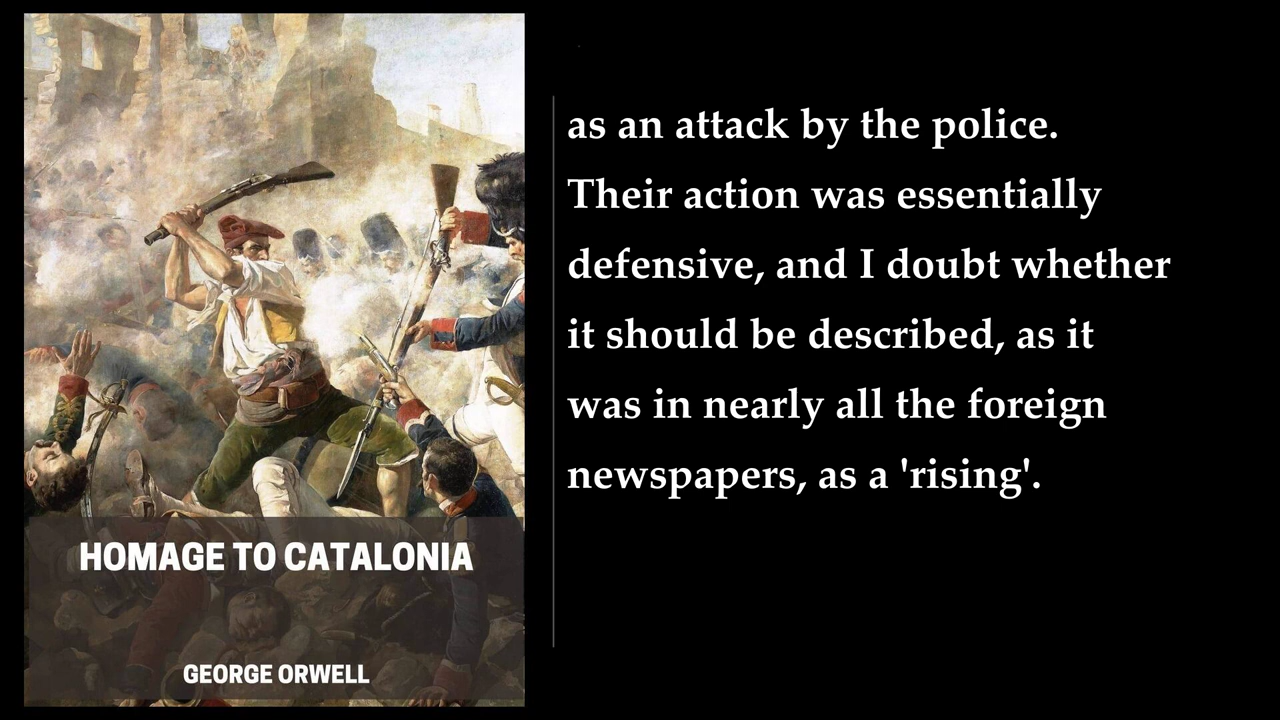 HOMAGE TO CATALONIA
GEORGE ORWELL
as an attack by the police.
Their action was essentially
defensive, and I doubt whether
it should be described, as it
was in nearly all the foreign
newspapers, as a 'rising'.